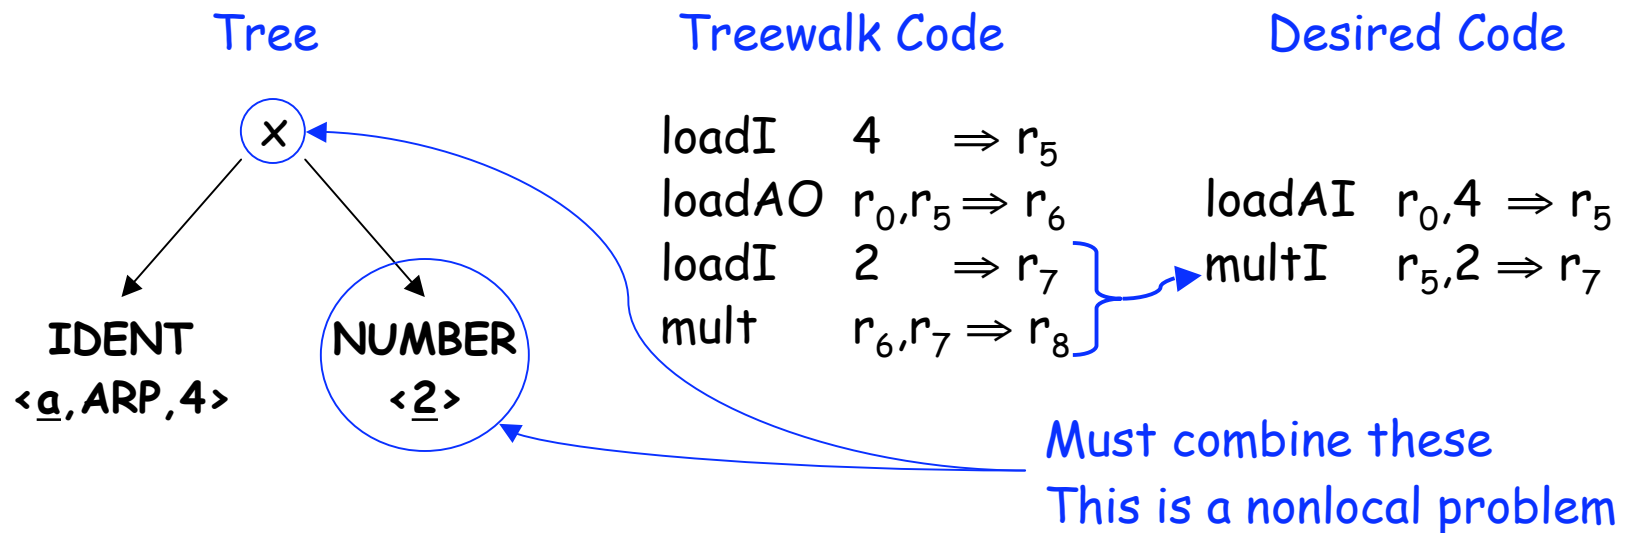 Tree Treewalk Code Desired Code
x
loadI 4 ⇒ r5
loadAO r0,r5 ⇒ r6
loadI 2 ⇒ r7
mult r6,r7 ⇒ r8
loadAI r0,4 ⇒ r5
multI r5,2 ⇒ r7
IDENT
<a,ARP,4>
NUMBER
<2>
Must combine these
This is a nonlocal problem